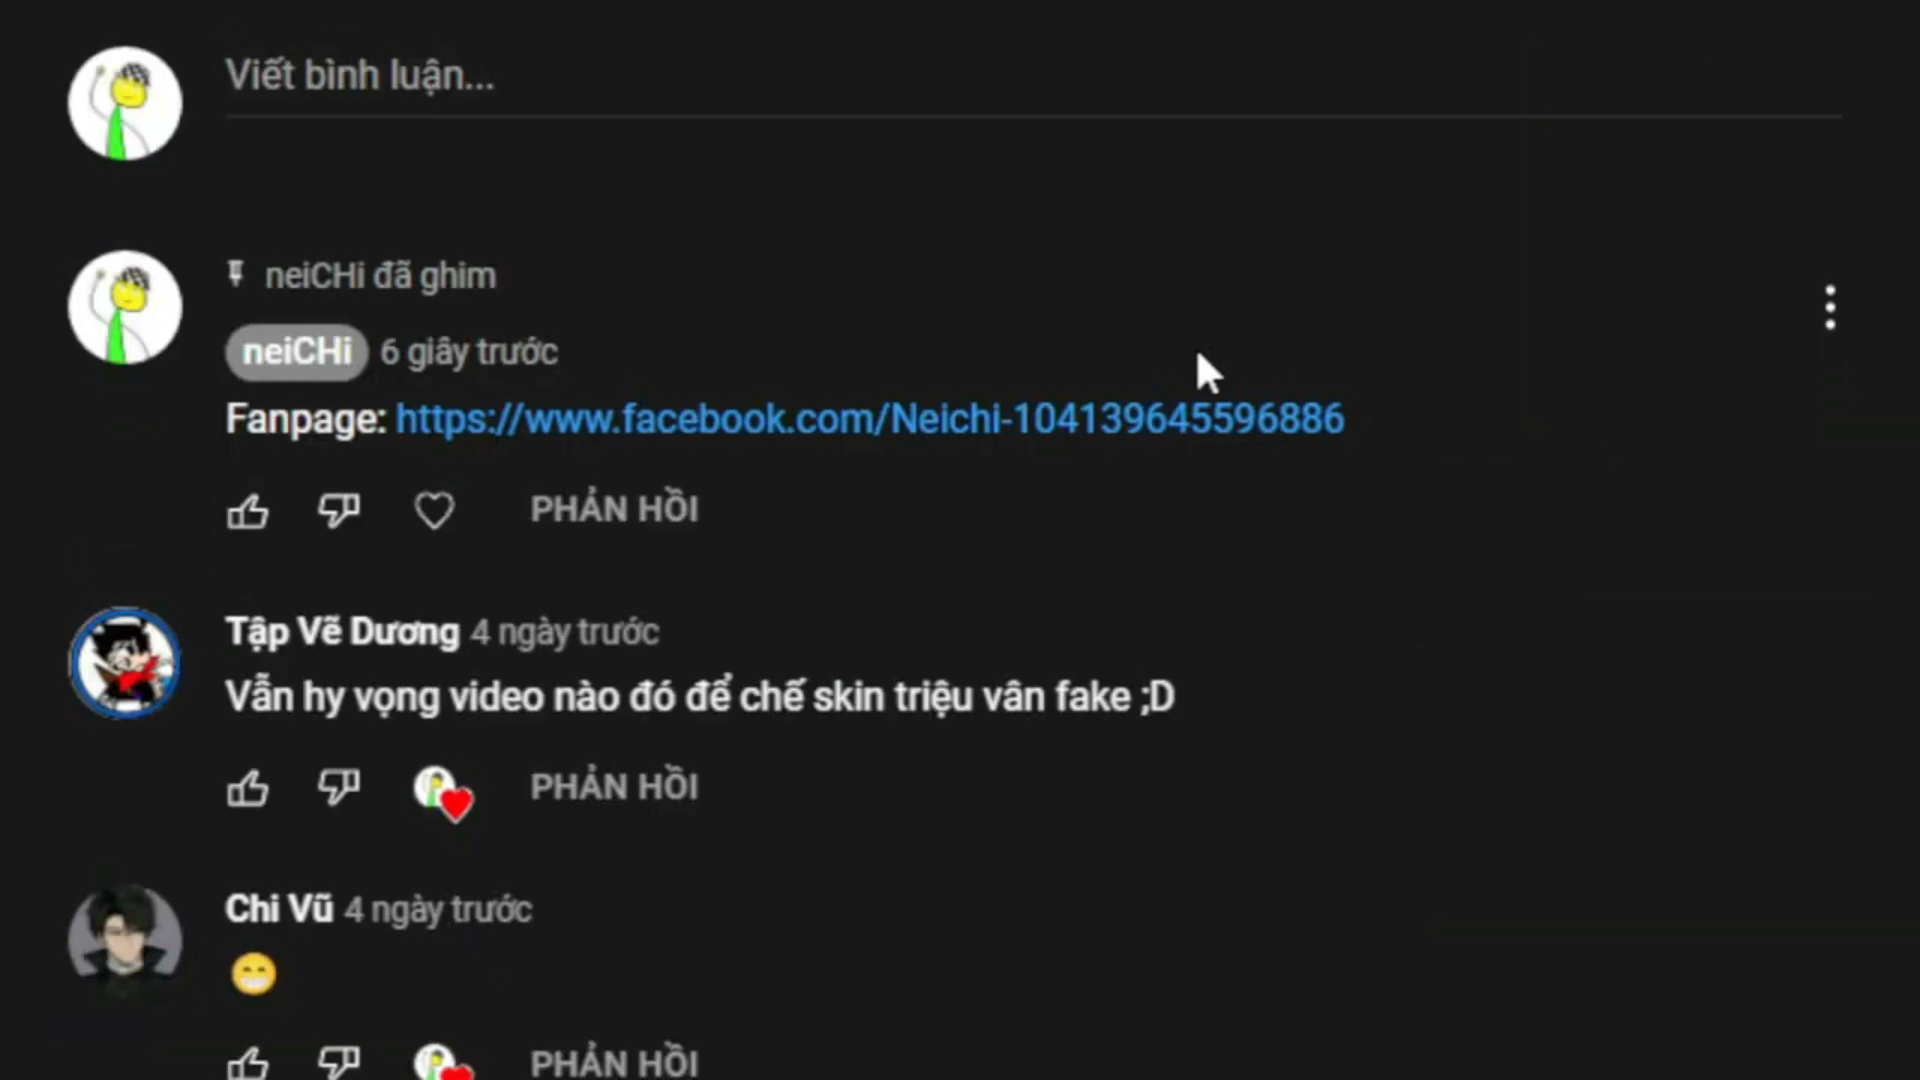 Viết bình luận...
neiCHi đã ghim
neiCHi 6 giây trước
Fanpage: https://www.facebook.com/Neichi-104139645596886
PHẢN HỒI
Tập Vẽ Dương 4 ngày trước
Vẫn hy vọng video nào đó để chế skin triệu vân fake ;D
PHẢN HỒI
Chi Vũ 4 ngày trước
😁
PHẢN HỒI